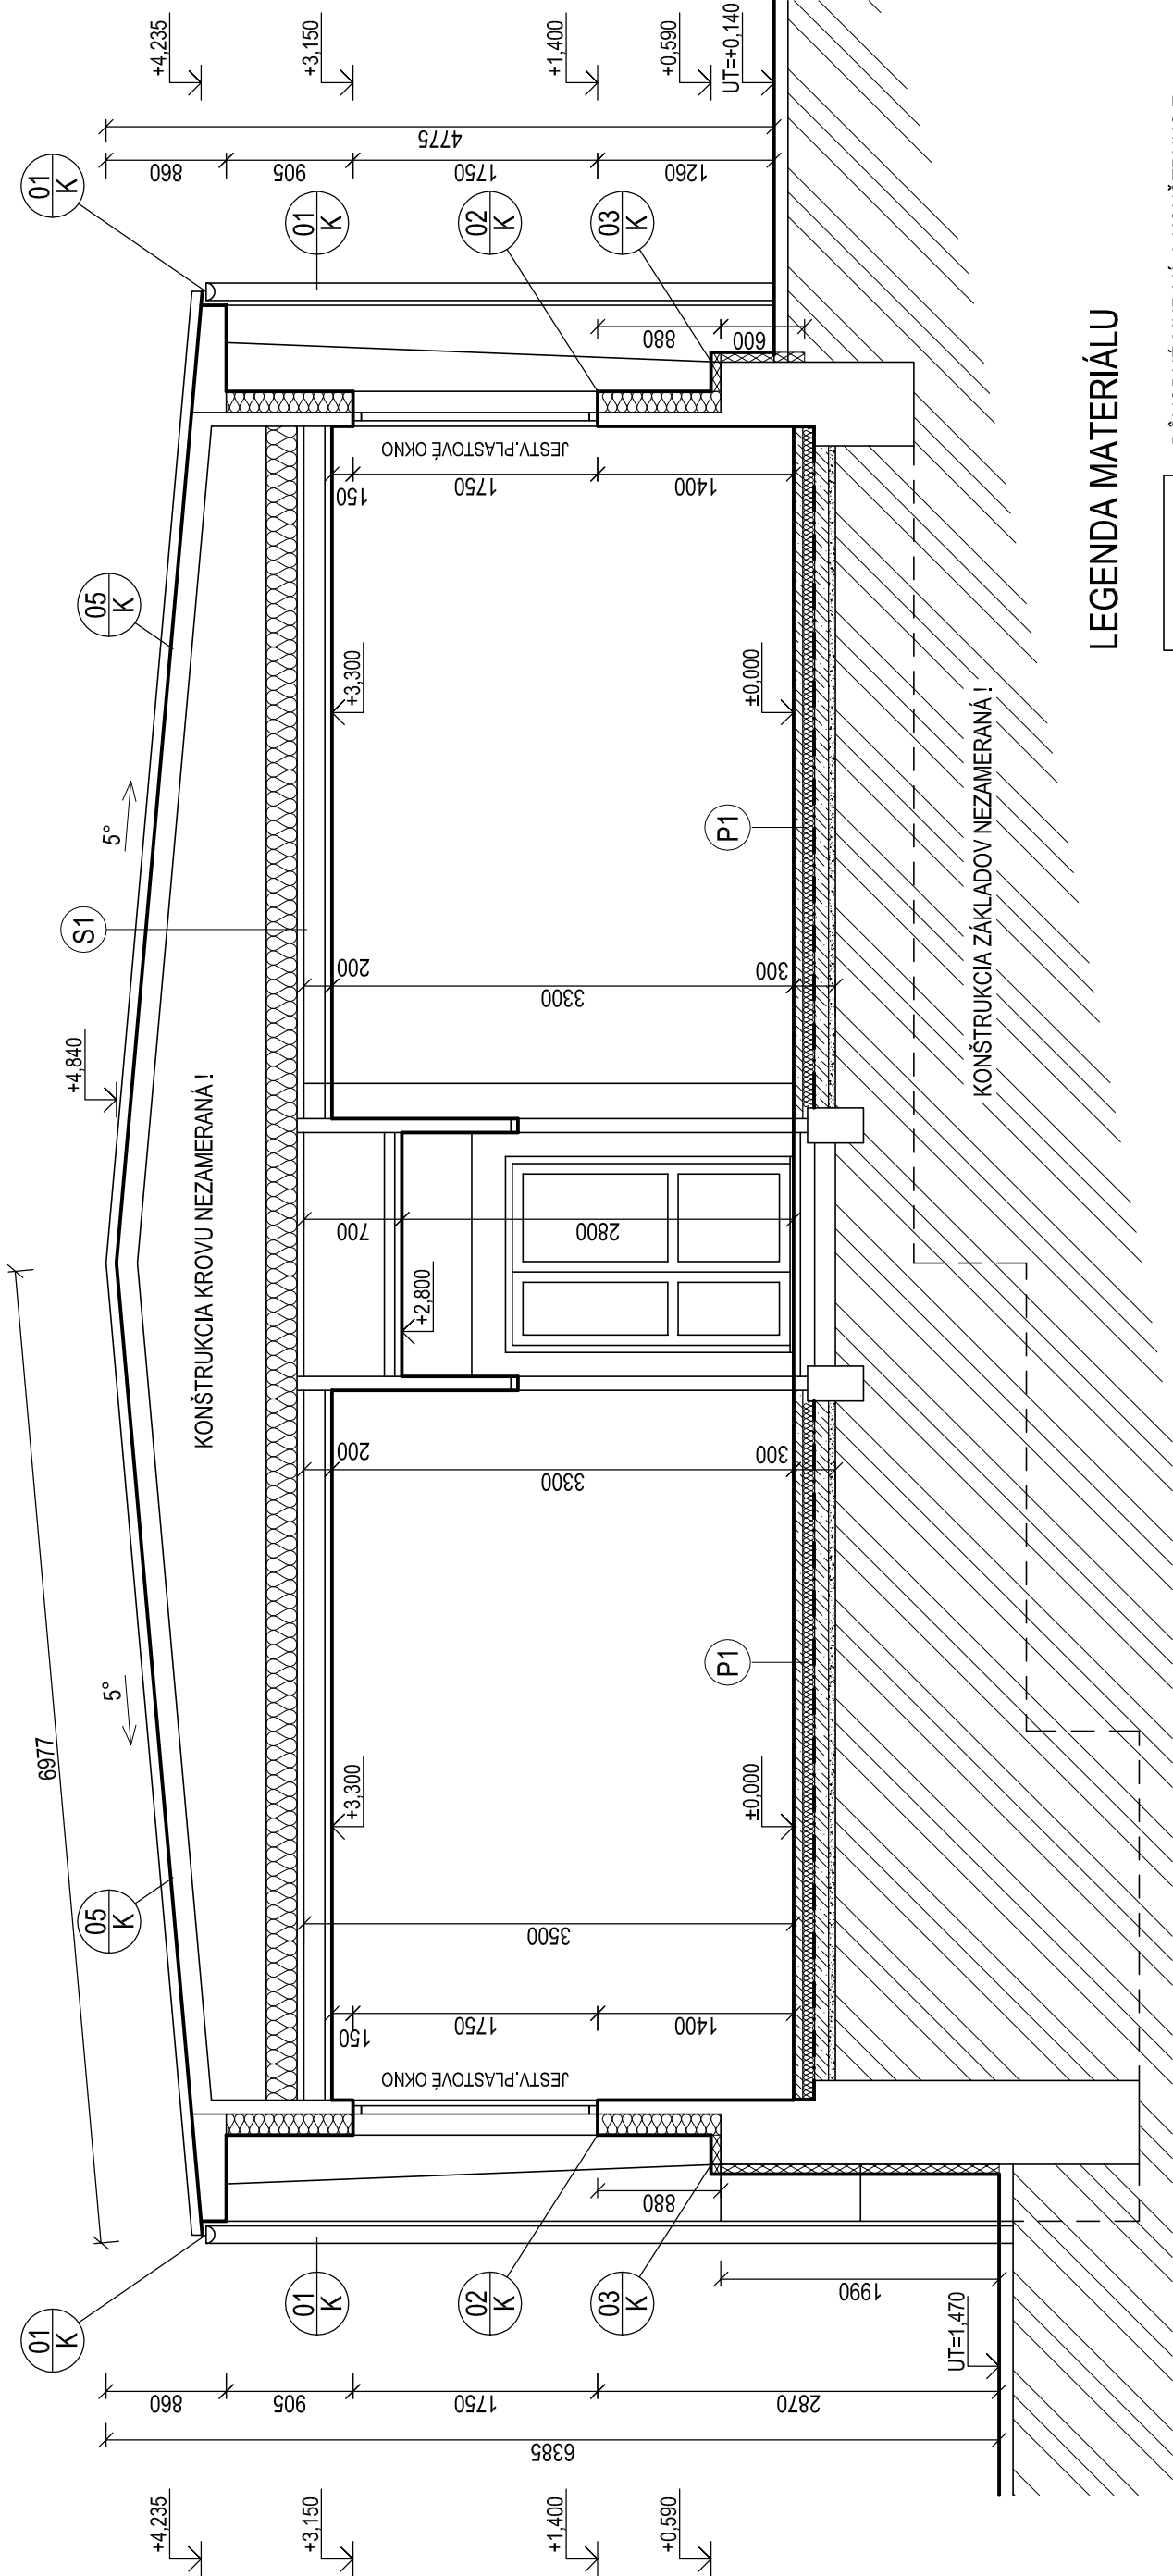 6977
5°
5°
+4,840
S1
05
K
05
K
01
K
01
K
KONŠTRUKCIA KROVU NEZAMERANÁ !
+4,235
+3,150
+1,400
+0,590
860
905
1750
2870
6385
UT=1,470
1990
880
01
K
02
K
03
K
JESTV.PLASTOVÉ OKNO
150
1750
1400
3500
+3,300
±0,000
P1
200
3300
300
+2,800
700
2800
200
3300
300
+3,300
±0,000
P1
JESTV.PLASTOVÉ OKNO
150
1750
1400
880
600
01
K
02
K
03
K
860
905
1750
1260
4775
+4,235
+3,150
+1,400
+0,590
UT=+0,140
KONŠTRUKCIA ZÁKLADOV NEZAMERANÁ !
LEGENDA MATERIÁLU